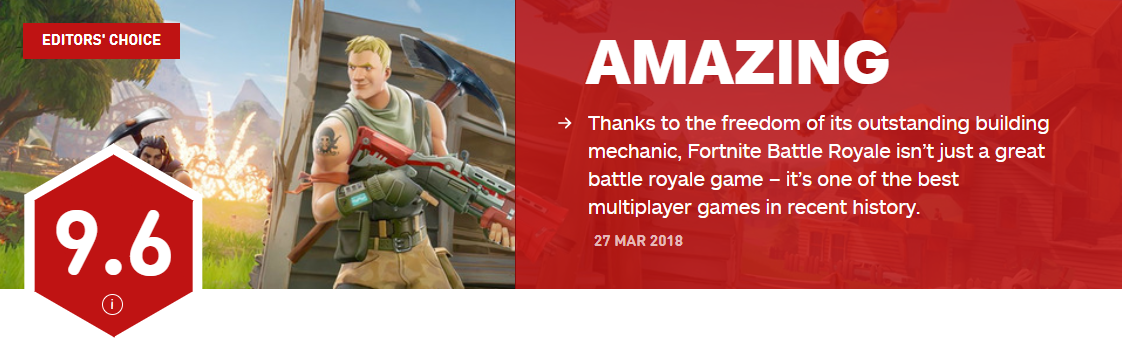 EDITORS' CHOICE
9.6
i
AMAZING
→ Thanks to the freedom of its outstanding building
mechanic, Fortnite Battle Royale isn't just a great
battle royale game – it's one of the best
multiplayer games in recent history.
27 MAR 2018